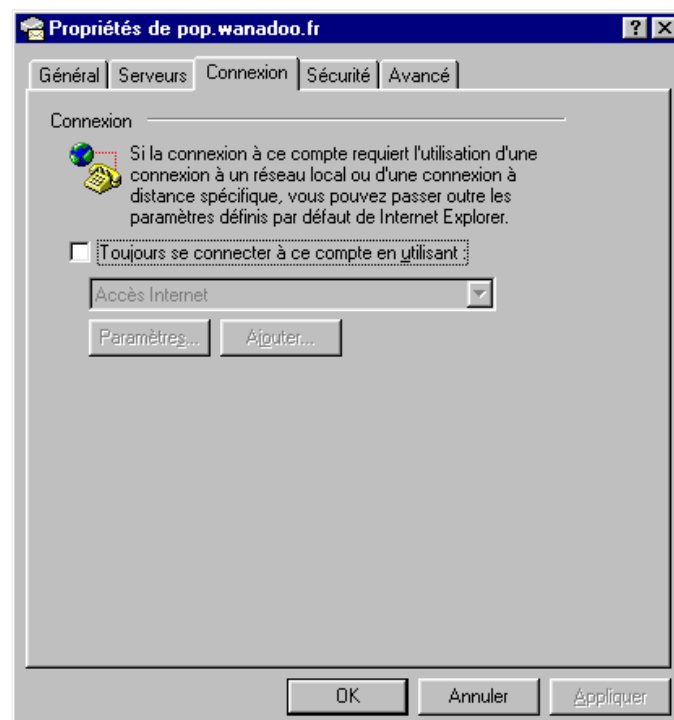 Propriétés de pop.wanadoo.fr
Général Serveurs Connexion Sécurité Avancé
Connexion
Si la connexion à ce compte requiert l'utilisation d'une
connexion à un réseau local ou d'une connexion à
distance spécifique, vous pouvez passer outre les
paramètres définis par défaut de Internet Explorer.
Toujours se connecter à ce compte en utilisant :
Accès Internet
Paramètres... Ajouter...
OK Annuler Appliquer